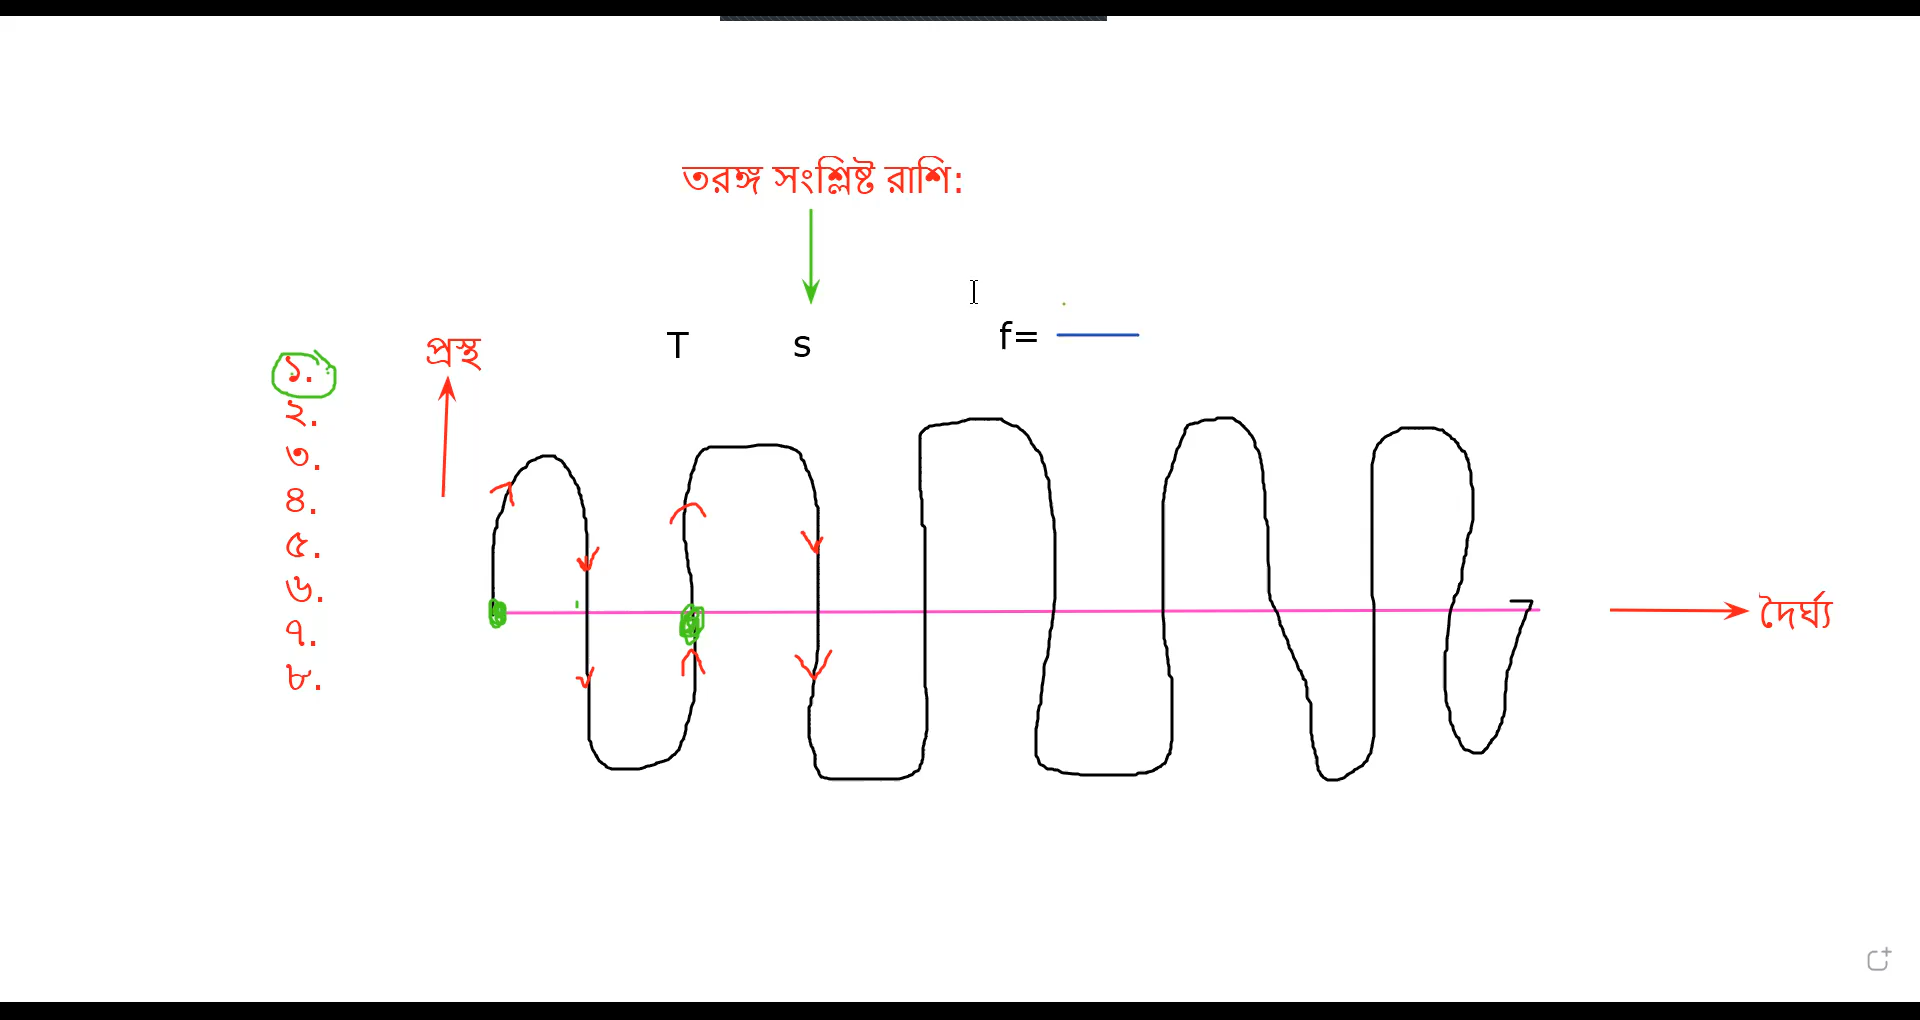 তরঙ্গ সংশ্লিষ্ট রাশি:
T s f=
প্রস্থ
১.
২.
৩.
৪.
৫.
৬.
৭.
৮.
দৈর্ঘ্য